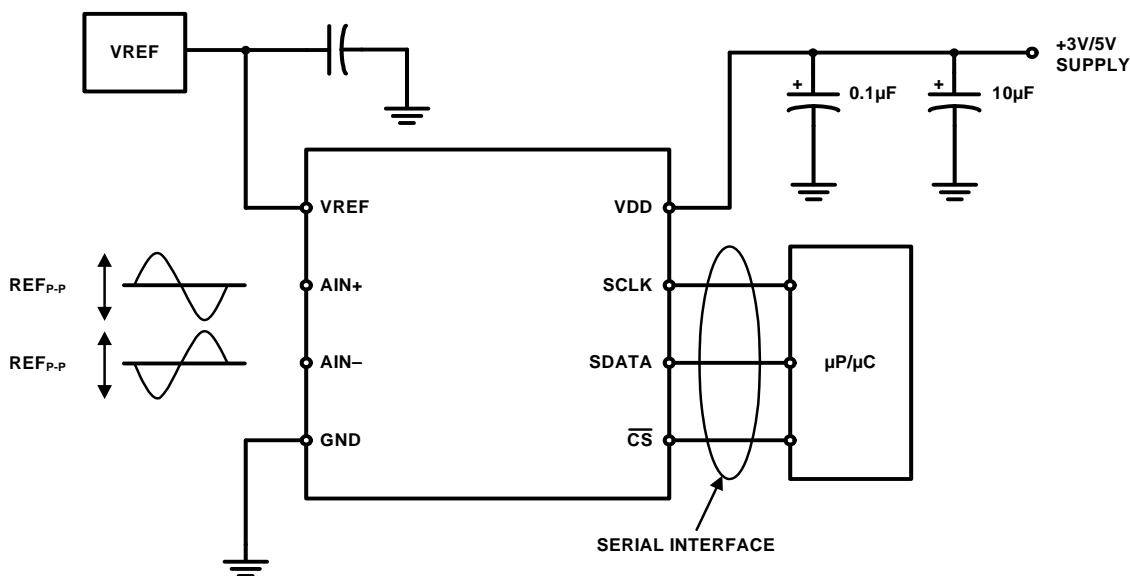 VREF
+3V/5V
SUPPLY
+ 0.1µF
+ 10µF
VREF
VDD
REFP-P
AIN+
SCLK
REFP-P
AIN–
SDATA
µP/µC
GND
CS
SERIAL INTERFACE